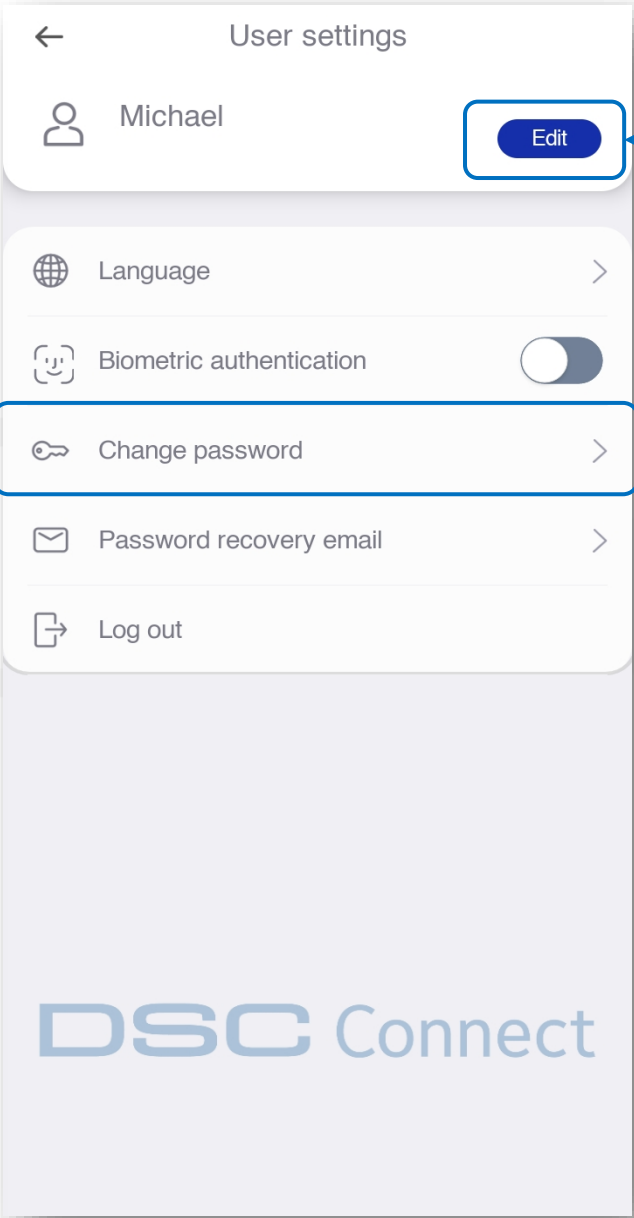 User settings
Michael
Edit
Language
Biometric authentication
Change password
Password recovery email
Log out
DSC Connect